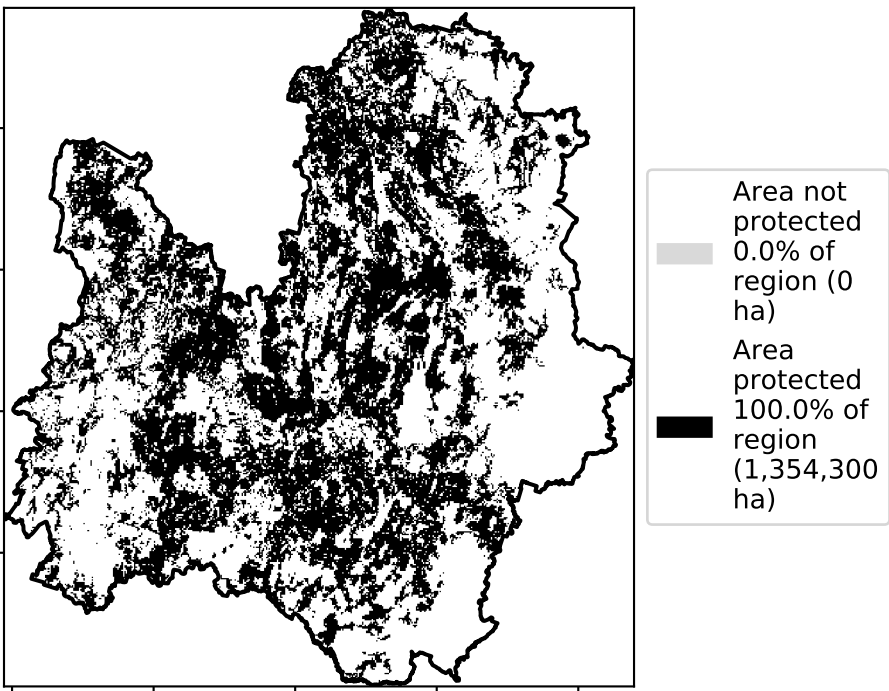 Area not
protected
0.0% of
region (0
ha)
Area
protected
100.0% of
region
(1,354,300
ha)